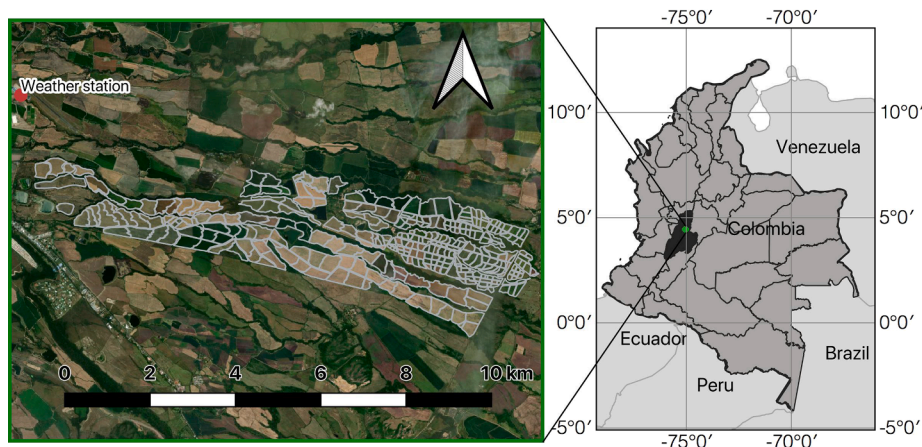 Weather station
0 2 4 6 8 10 km
-75°0′ -70°0′
10°0′ 10°0′
Venezuela
5°0′ 5°0′
Colombia
0°0′ 0°0′
Ecuador
Brazil
Peru
-5°0′ -5°0′
-75°0′ -70°0′